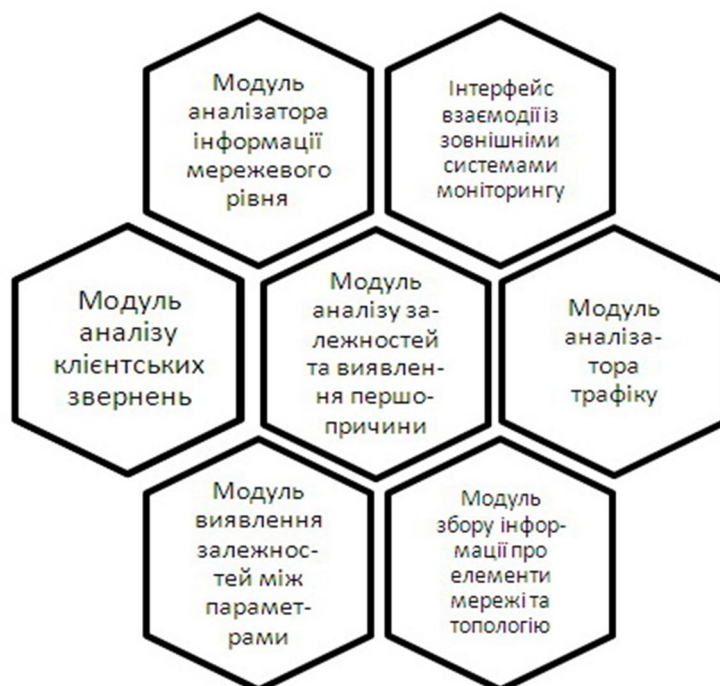 Модуль
аналізатора
інформації
мережевого
рівня
Інтерфейс
взаємодії із
зовнішніми
системами
моніторингу
Модуль
аналізу
клієнтських
звернень
Модуль
аналізу за-
лежностей
та виявлен-
ня першо-
причини
Модуль
аналіза-
тора
трафіку
Модуль
виявлення
залежнос-
тей між
парамет-
рами
Модуль
збору інфор-
мації про
елементи
мережі та
топологію